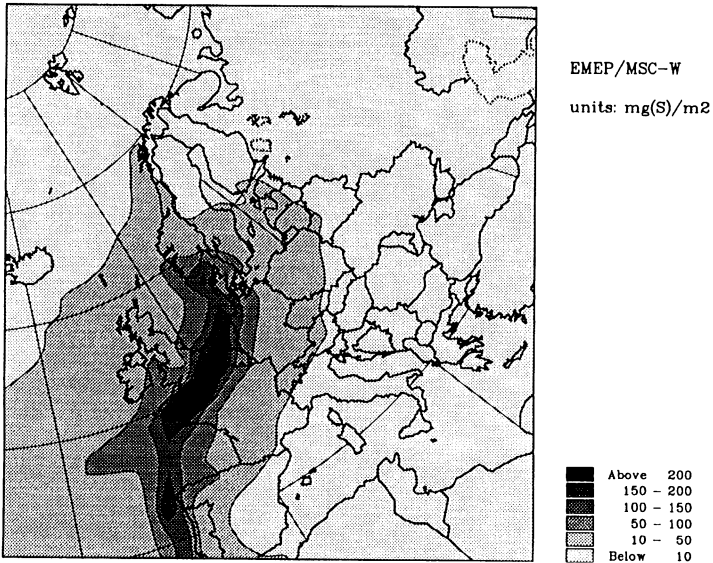 EMEP/MSC-W
units: mg(S)/m2
Above 200
150 - 200
100 - 150
50 - 100
10 - 50
Below 10